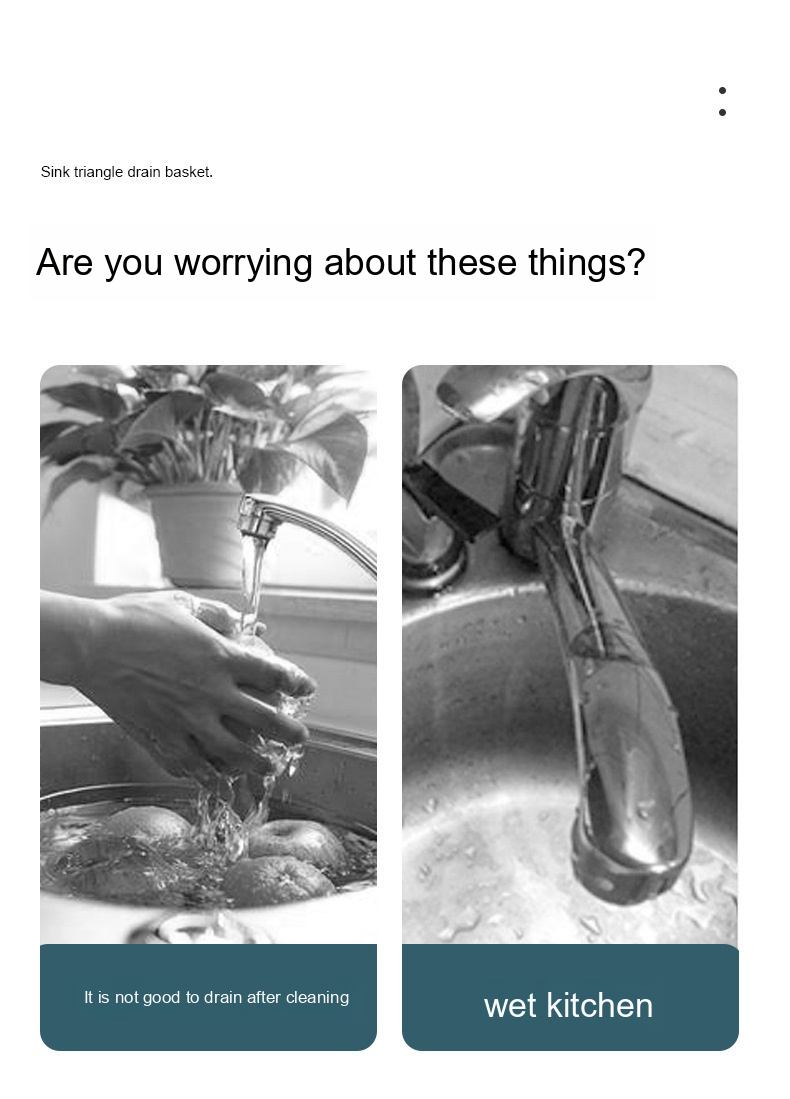 Sink triangle drain basket.
Are you worrying about these things?
It is not good to drain after cleaning
wet kitchen